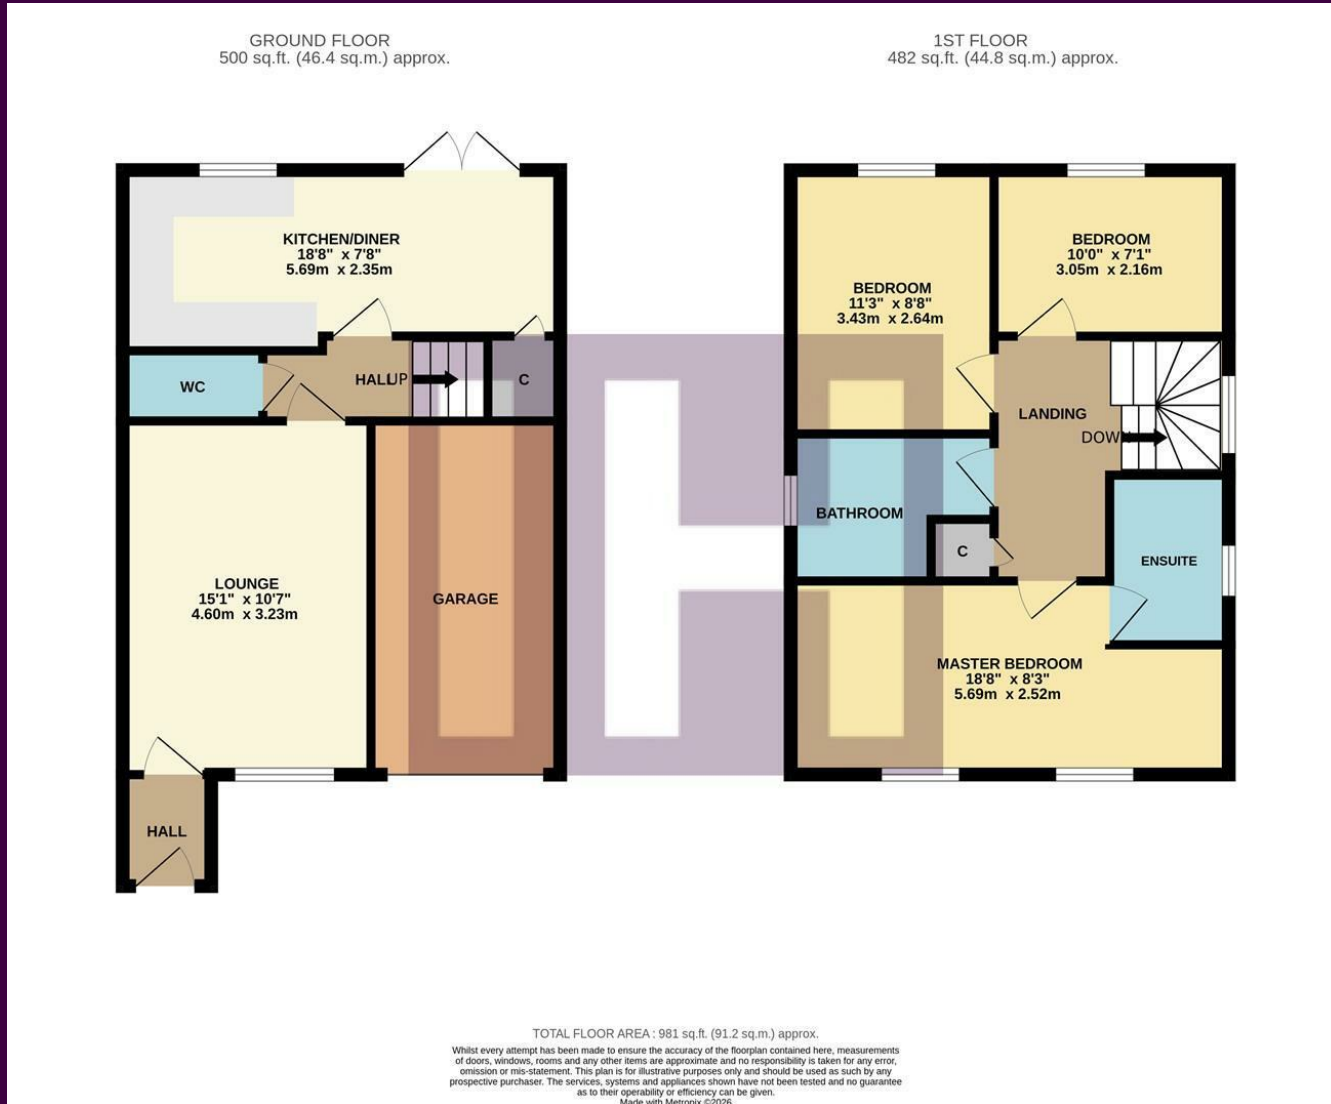 GROUND FLOOR
500 sq.ft. (46.4 sq.m.) approx.
1ST FLOOR
482 sq.ft. (44.8 sq.m.) approx.
KITCHEN/DINER
18'8" x 7'8"
5.69m x 2.35m
WC
HALL
UP
C
LOUNGE
15'1" x 10'7"
4.60m x 3.23m
GARAGE
HALL
BEDROOM
11'3" x 8'8"
3.43m x 2.64m
BEDROOM
10'0" x 7'1"
3.05m x 2.16m
LANDING
DOWN
BATHROOM
C
ENSUITE
MASTER BEDROOM
18'8" x 8'3"
5.69m x 2.52m
TOTAL FLOOR AREA : 981 sq.ft. (91.2 sq.m.) approx.
Whilst every attempt has been made to ensure the accuracy of the floorplan contained here, measurements
of doors, windows, rooms and any other items are approximate and no responsibility is taken for any error,
omission or mis-statement. This plan is for illustrative purposes only and should be used as such by any
prospective purchaser. The services, systems and appliances shown have not been tested and no guarantee
as to their operability or efficiency can be given.
Made with Metropix ©2026